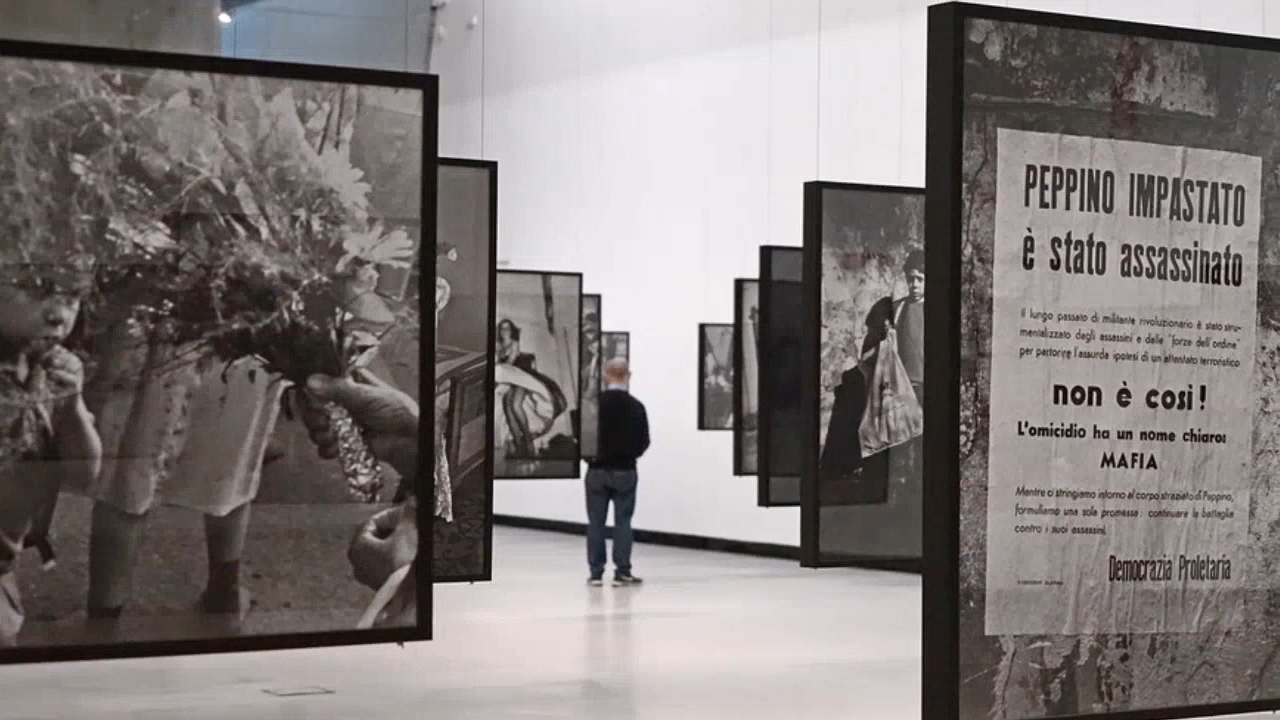 PEPPINO IMPASTATO
è stato assassinato
Il lungo passato di militante rivoluzionario è stato stru-
mentalizzato dagli assassini e dalle "forze dell'ordine"
per partorire l'assurda ipotesi di un attentato terroristico
non è così!
L'omicidio ha un nome chiaro:
MAFIA
Mentre ci stringiamo intorno al corpo straziato di Peppino,
formuliamo una sola promessa: continuare la battaglia
contro i suoi assassini.
Democrazia Proletaria